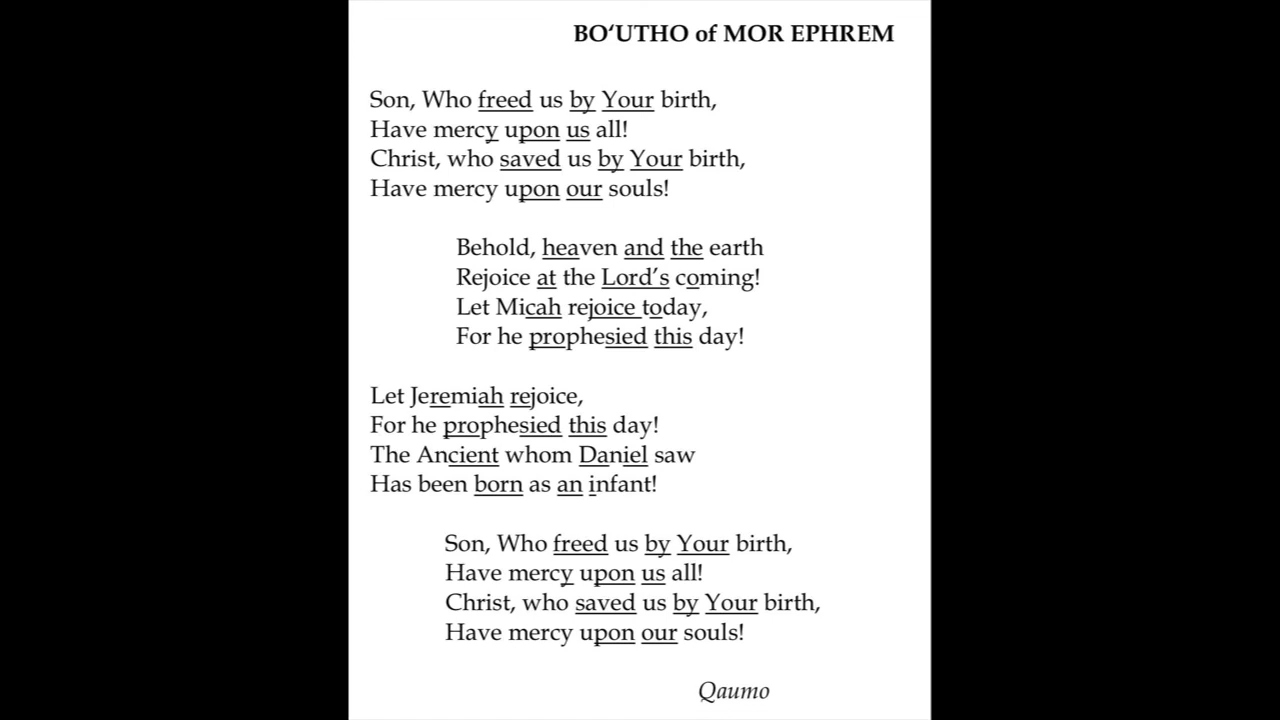 BO‘UTHO of MOR EPHREM
Son, Who freed us by Your birth,
Have mercy upon us all!
Christ, who saved us by Your birth,
Have mercy upon our souls!
Behold, heaven and the earth
Rejoice at the Lord’s coming!
Let Micah rejoice today,
For he prophesied this day!
Let Jeremiah rejoice,
For he prophesied this day!
The Ancient whom Daniel saw
Has been born as an infant!
Son, Who freed us by Your birth,
Have mercy upon us all!
Christ, who saved us by Your birth,
Have mercy upon our souls!
Qaumo